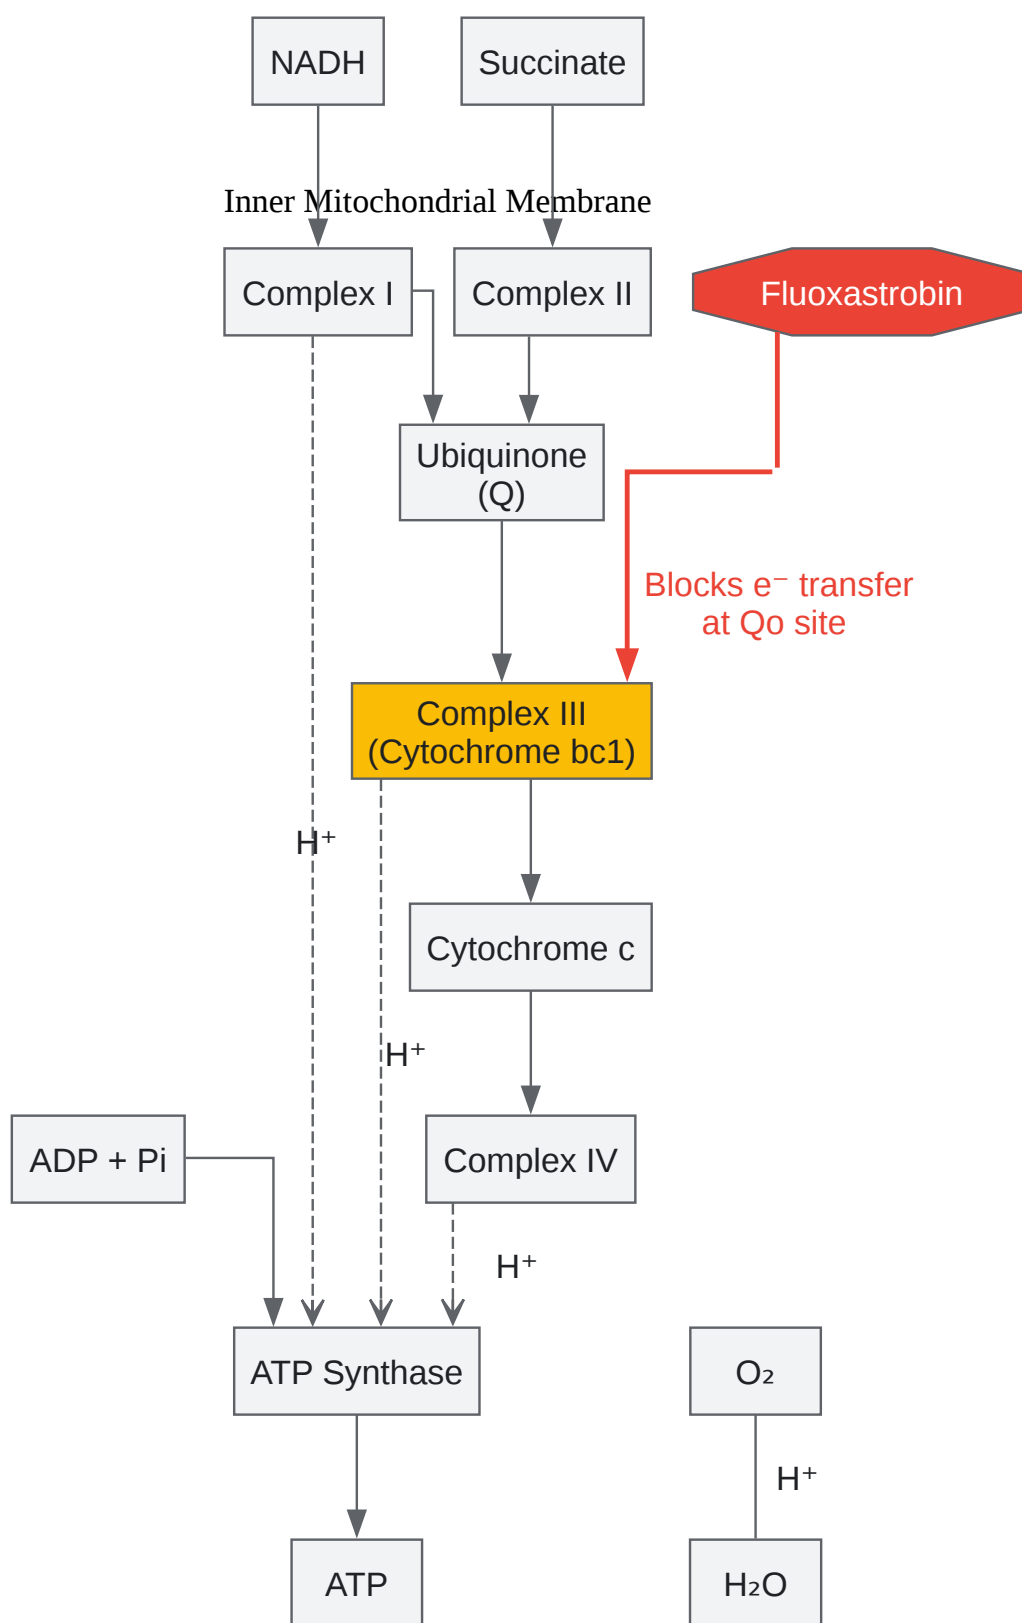 NADH
Succinate
Inner Mitochondrial Membrane
Complex I
Complex II
Fluoxastrobin
Ubiquinone
(Q)
Blocks e⁻ transfer
at Qo site
Complex III
(Cytochrome bc1)
H⁺
Cytochrome c
H⁺
ADP + Pi
Complex IV
H⁺
ATP Synthase
O₂
H⁺
ATP
H₂O